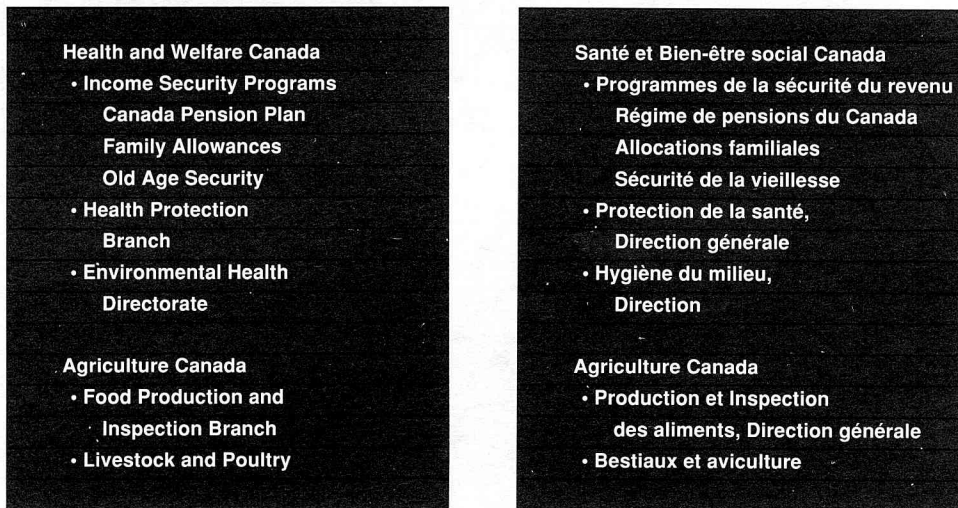 Health and Welfare Canada
• Income Security Programs
Canada Pension Plan
Family Allowances
Old Age Security
• Health Protection
Branch
• Environmental Health
Directorate
Agriculture Canada
• Food Production and
Inspection Branch
• Livestock and Poultry
Santé et Bien-être social Canada
• Programmes de la sécurité du revenu
Régime de pensions du Canada
Allocations familiales
Sécurité de la vieillesse
• Protection de la santé,
Direction générale
• Hygiène du milieu,
Direction
Agriculture Canada
• Production et Inspection
des aliments, Direction générale
• Bestiaux et aviculture